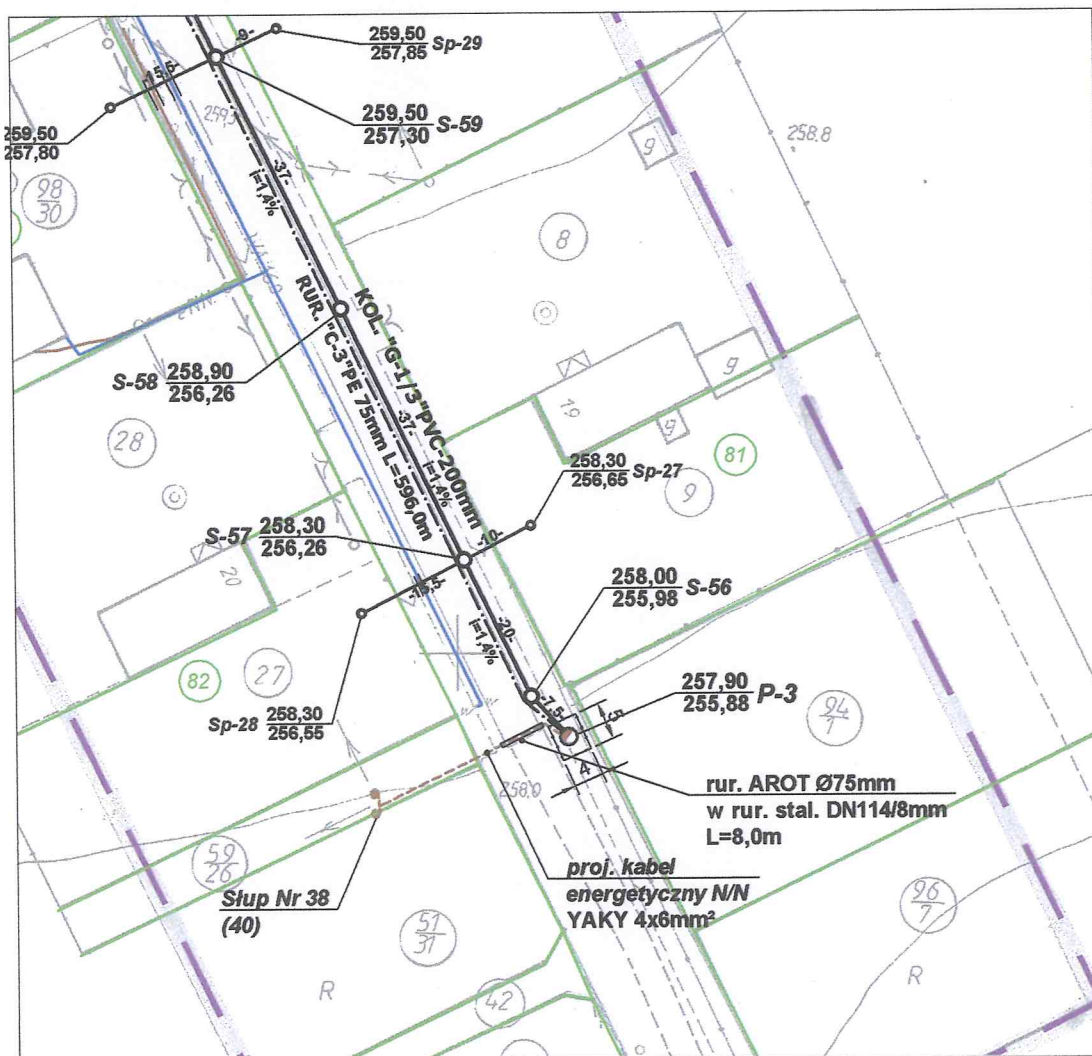 -9-
259,50
257,85 Sp-29
-15,5-
259,50
257,30 S-59
259,50
257,80
258.8
g
98
30
-37-
i=1,4%
8
KOL. "G-1/3"PVC-200mm
RUR. "C-3"PE 75mm L=596,0m
S-58 258,90
256,26
g
19
g
28
-37-
i=1,4%
258,30
256,65 Sp-27
81
9
S-57 258,30
256,26
-10-
20
-15,5-
258,00
255,98 S-56
-20-
i=1,4%
82
27
Sp-28 258,30
256,55
-7,5-
257,90
255,88 P-3
5
4
94
1
258.0
rur. AROT Ø75mm
w rur. stal. DN114/8mm
L=8,0m
59
26
proj. kabel
energetyczny N/N
YAKY 4x6mm²
Słup Nr 38
(40)
51
31
96
7
R
R
42